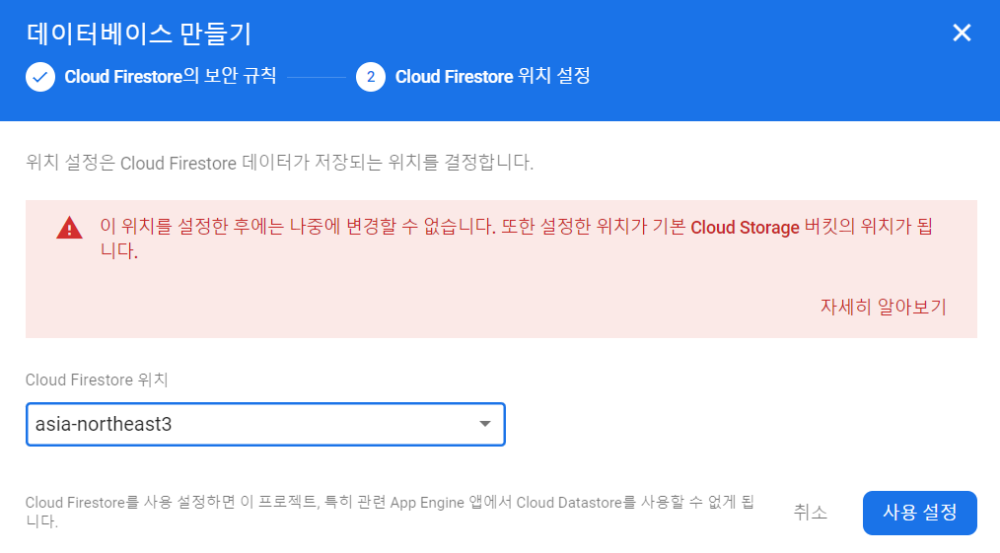 데이터베이스 만들기
Cloud Firestore의 보안 규칙
2 Cloud Firestore 위치 설정
위치 설정은 Cloud Firestore 데이터가 저장되는 위치를 결정합니다.
이 위치를 설정한 후에는 나중에 변경할 수 없습니다. 또한 설정한 위치가 기본 Cloud Storage 버킷의 위치가 됩
니다.
자세히 알아보기
Cloud Firestore 위치
asia-northeast3
Cloud Firestore를 사용 설정하면 이 프로젝트, 특히 관련 App Engine 앱에서 Cloud Datastore를 사용할 수 없게 됩
니다.
취소
사용 설정